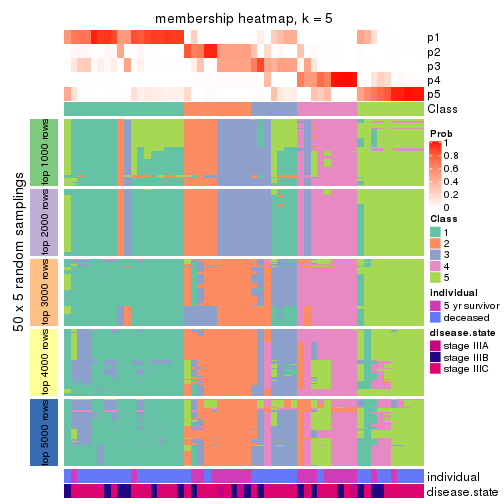 membership heatmap, k = 5
p1
p2
p3
p4
p5
Class
50 x 5 random samplings
top 1000 rows
top 2000 rows
top 3000 rows
top 4000 rows
top 5000 rows
individual
disease.state
Prob
1
0.8
0.6
0.4
0.2
0
Class
1
2
3
4
5
individual
5 yr survivor
deceased
disease.state
stage IIIA
stage IIIB
stage IIIC